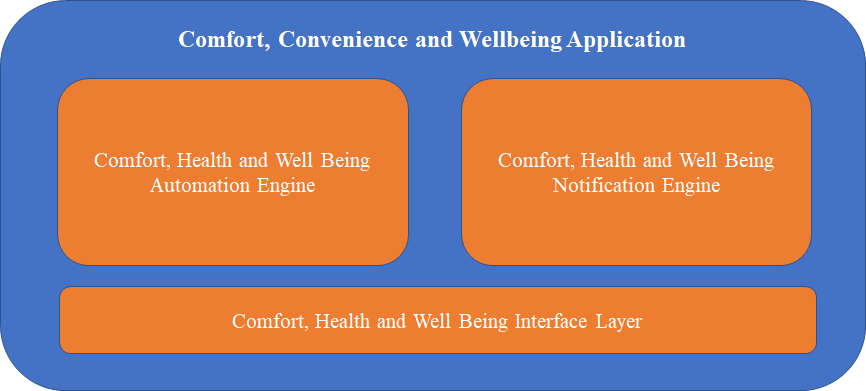 Comfort, Convenience and Wellbeing Application
Comfort, Health and Well Being
Automation Engine
Comfort, Health and Well Being
Notification Engine
Comfort, Health and Well Being Interface Layer